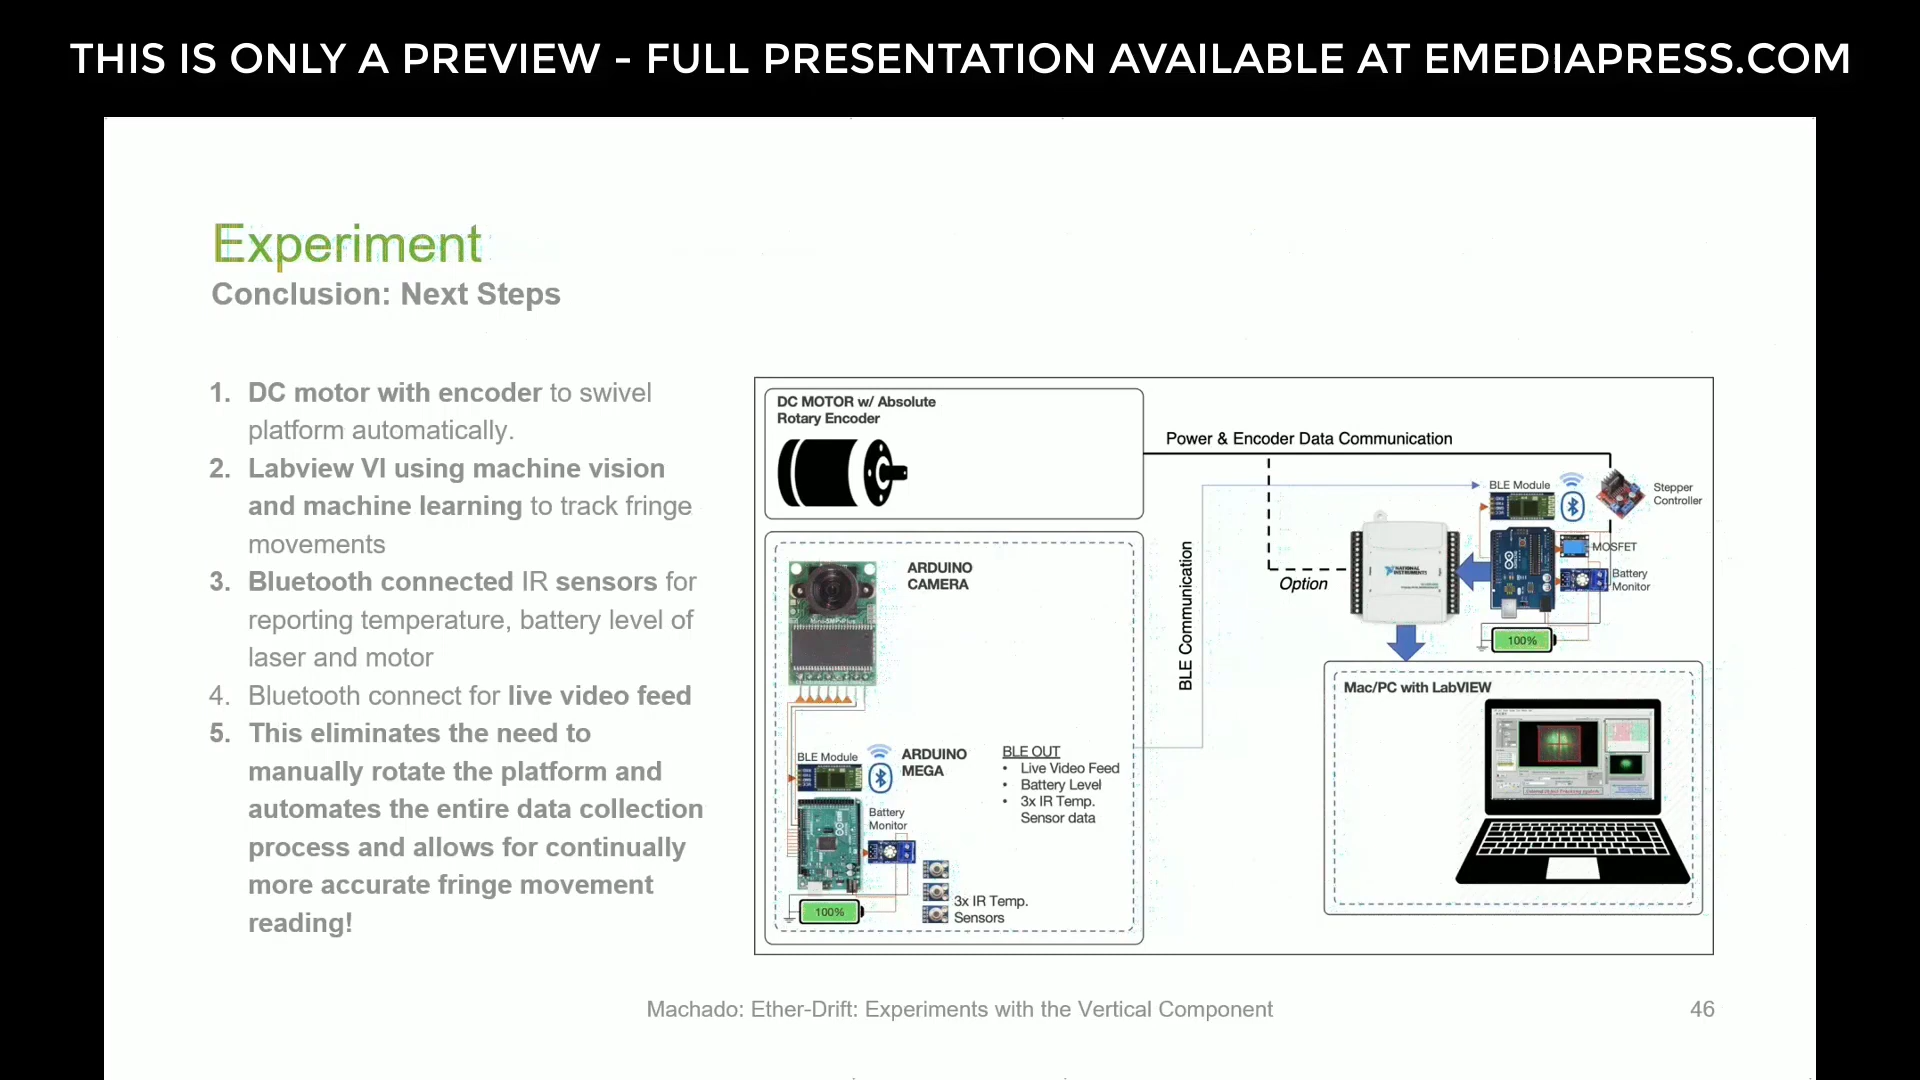 THIS IS ONLY A PREVIEW - FULL PRESENTATION AVAILABLE AT EMEDIAPRESS.COM
Experiment
Conclusion: Next Steps
1. DC motor with encoder to swivel
platform automatically.
2. Labview VI using machine vision
and machine learning to track fringe
movements
3. Bluetooth connected IR sensors for
reporting temperature, battery level of
laser and motor
4. Bluetooth connect for live video feed
5. This eliminates the need to
manually rotate the platform and
automates the entire data collection
process and allows for continually
more accurate fringe movement
reading!
DC MOTOR w/ Absolute
Rotary Encoder
Power & Encoder Data Communication
BLE Module
Stepper
Controller
MOSFET
Battery
Monitor
100%
NATIONAL
INSTRUMENTS
Option
BLE Communication
ARDUINO
CAMERA
BLE Module
ARDUINO
MEGA
Battery
Monitor
100%
BLE OUT
• Live Video Feed
• Battery Level
• 3x IR Temp.
Sensor data
3x IR Temp.
Sensors
Mac/PC with LabVIEW
Machado: Ether-Drift: Experiments with the Vertical Component
46